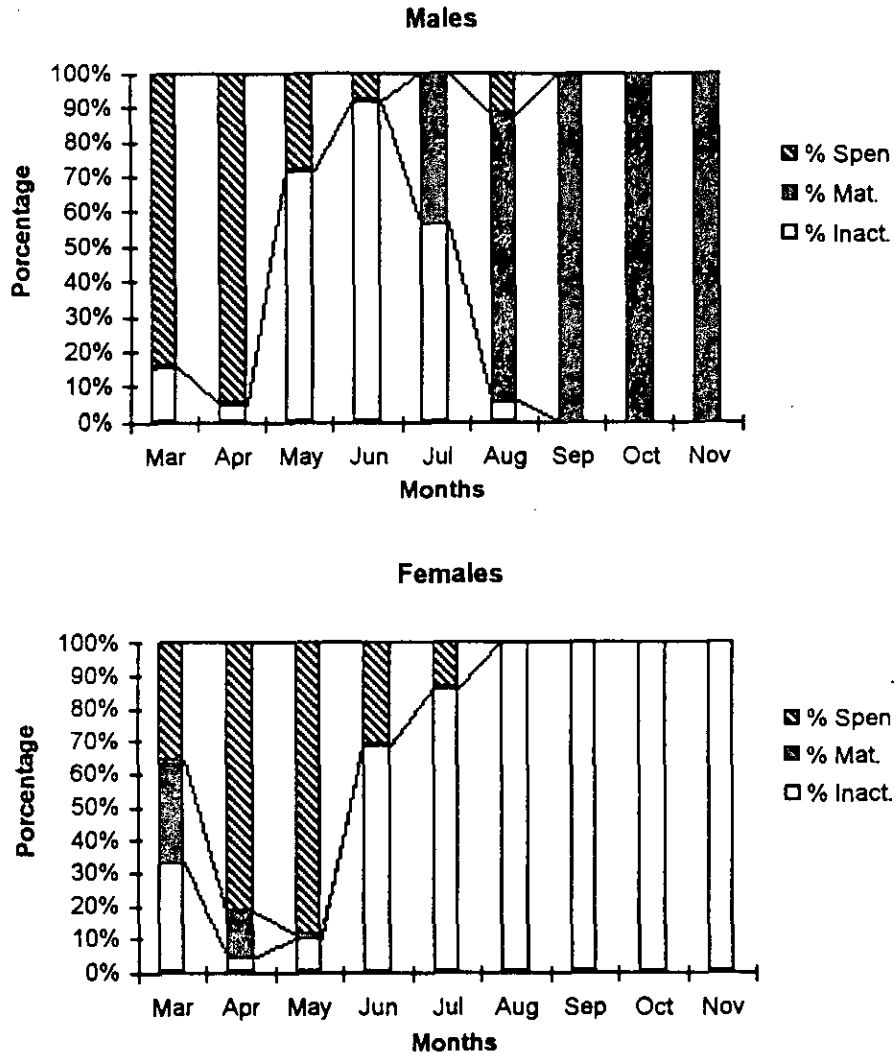 Males
Porcentage
100%
90%
80%
70%
60%
50%
40%
30%
20%
10%
0%
Mar Apr May Jun Jul Aug Sep Oct Nov
Months
% Spen
% Mat.
% Inact.
Females
Porcentage
100%
90%
80%
70%
60%
50%
40%
30%
20%
10%
0%
Mar Apr May Jun Jul Aug Sep Oct Nov
Months
% Spen
% Mat.
% Inact.